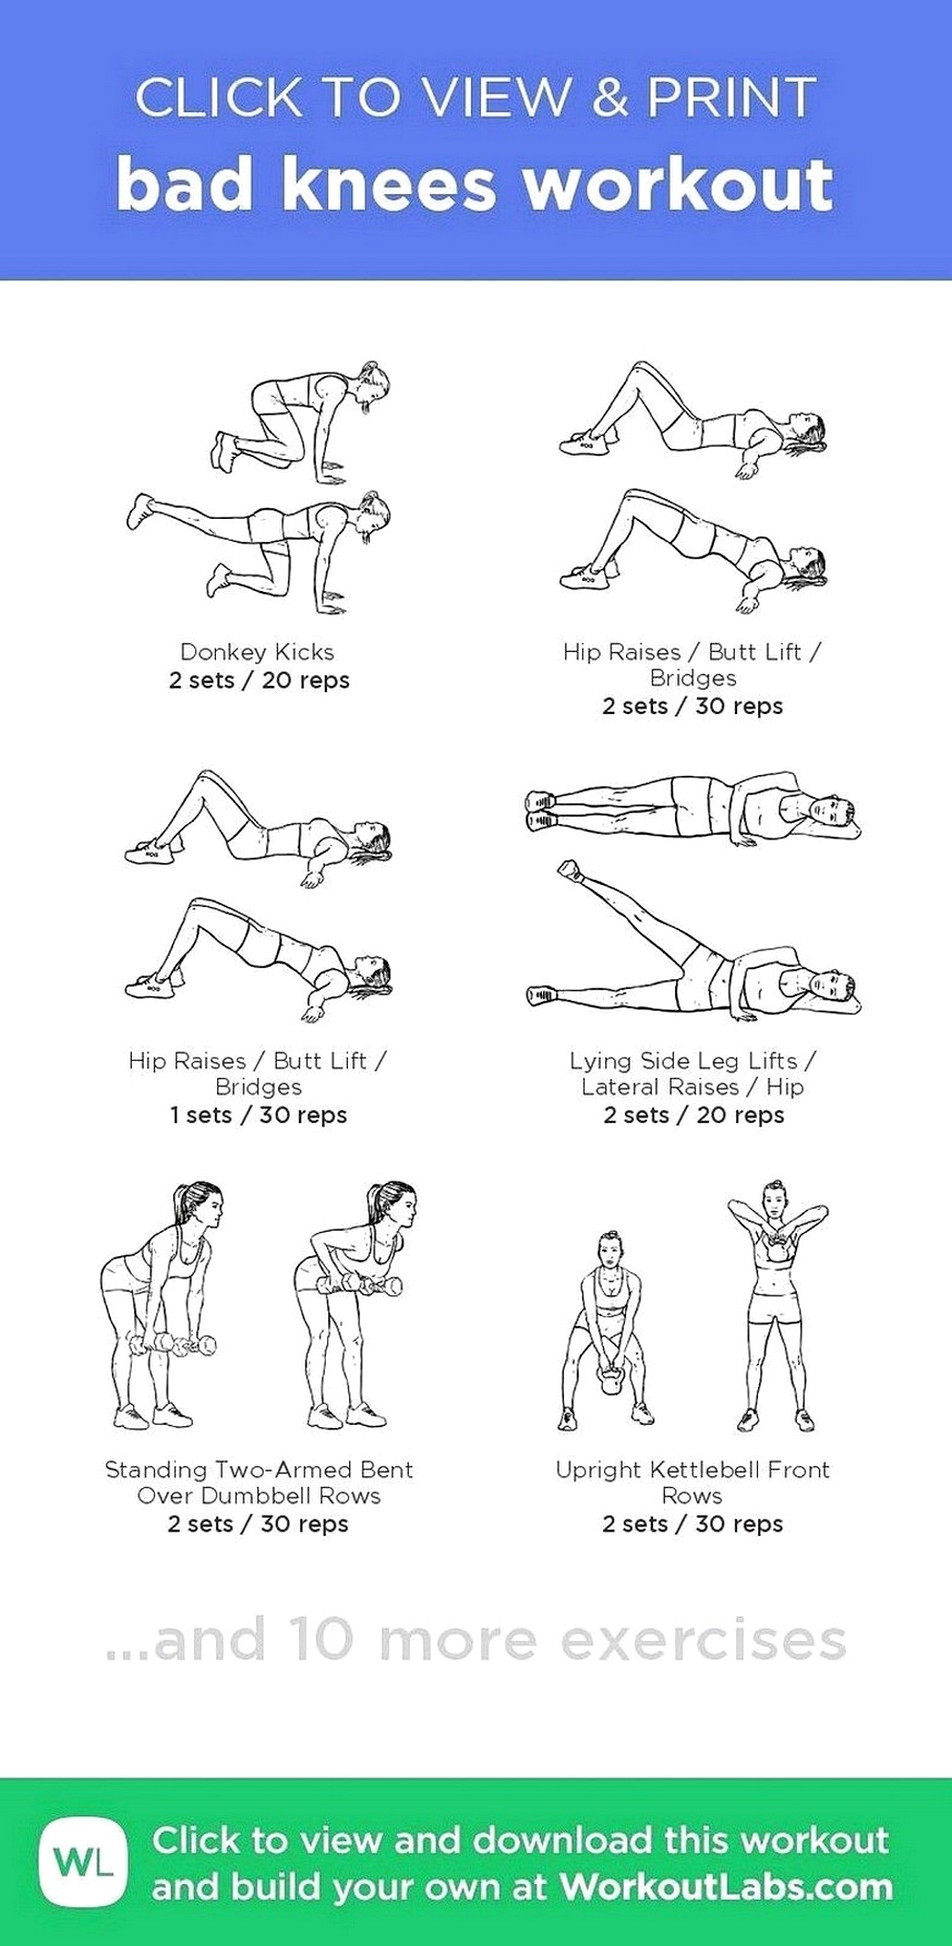 CLICK TO VIEW & PRINT
bad knees workout
Donkey Kicks
2 sets / 20 reps
Hip Raises / Butt Lift /
Bridges
2 sets / 30 reps
Hip Raises / Butt Lift /
Bridges
1 sets / 30 reps
Lying Side Leg Lifts /
Lateral Raises / Hip
2 sets / 20 reps
Standing Two-Armed Bent
Over Dumbbell Rows
2 sets / 30 reps
Upright Kettlebell Front
Rows
2 sets / 30 reps
...and 10 more exercises
WL
Click to view and download this workout
and build your own at WorkoutLabs.com